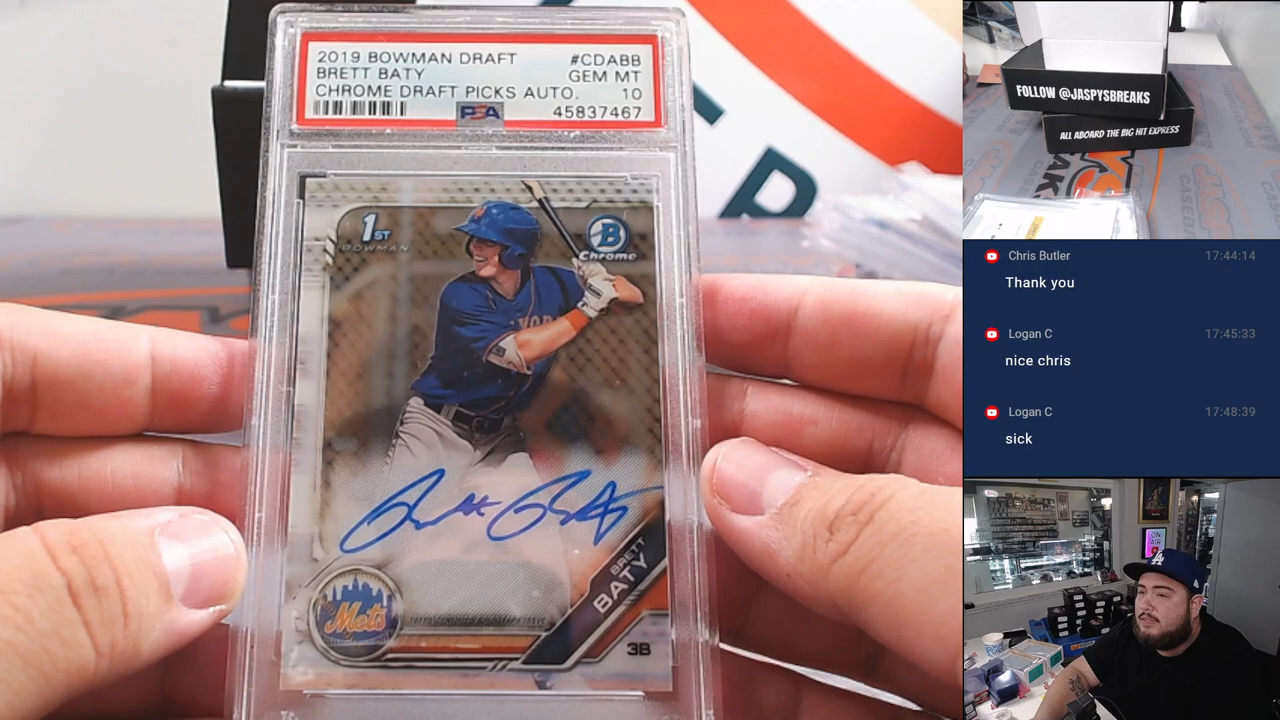 2019 BOWMAN DRAFT #CDABB
BRETT BATY GEM MT
CHROME DRAFT PICKS AUTO. 10
PSA 45837467
1ST
BOWMAN
B
Chrome
Mets
BRETT
BATY
3B
FOLLOW @JASPYSBREAKS
ALL ABOARD THE BIG HIT EXPRESS
Chris Butler 17:44:14
Thank you
Logan C 17:45:33
nice chris
Logan C 17:48:39
sick
ON
AIR
LA